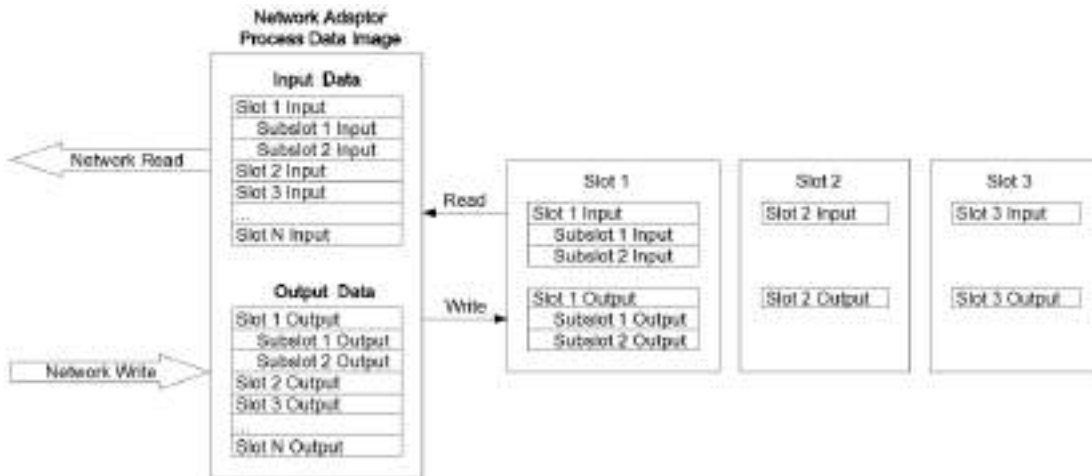 Network Adaptor
Process Data Image
Input Data
Slot 1 Input
Subslot 1 Input
Subslot 2 Input
Slot 2 Input
Slot 3 Input
...
Slot N Input
Output Data
Slot 1 Output
Subslot 1 Output
Subslot 2 Output
Slot 2 Output
Slot 3 Output
...
Slot N Output
Network Read
Network Write
Read
Write
Slot 1
Slot 1 Input
Subslot 1 Input
Subslot 2 Input
Slot 1 Output
Subslot 1 Output
Subslot 2 Output
Slot 2
Slot 2 Input
Slot 2 Output
Slot 3
Slot 3 Input
Slot 3 Output